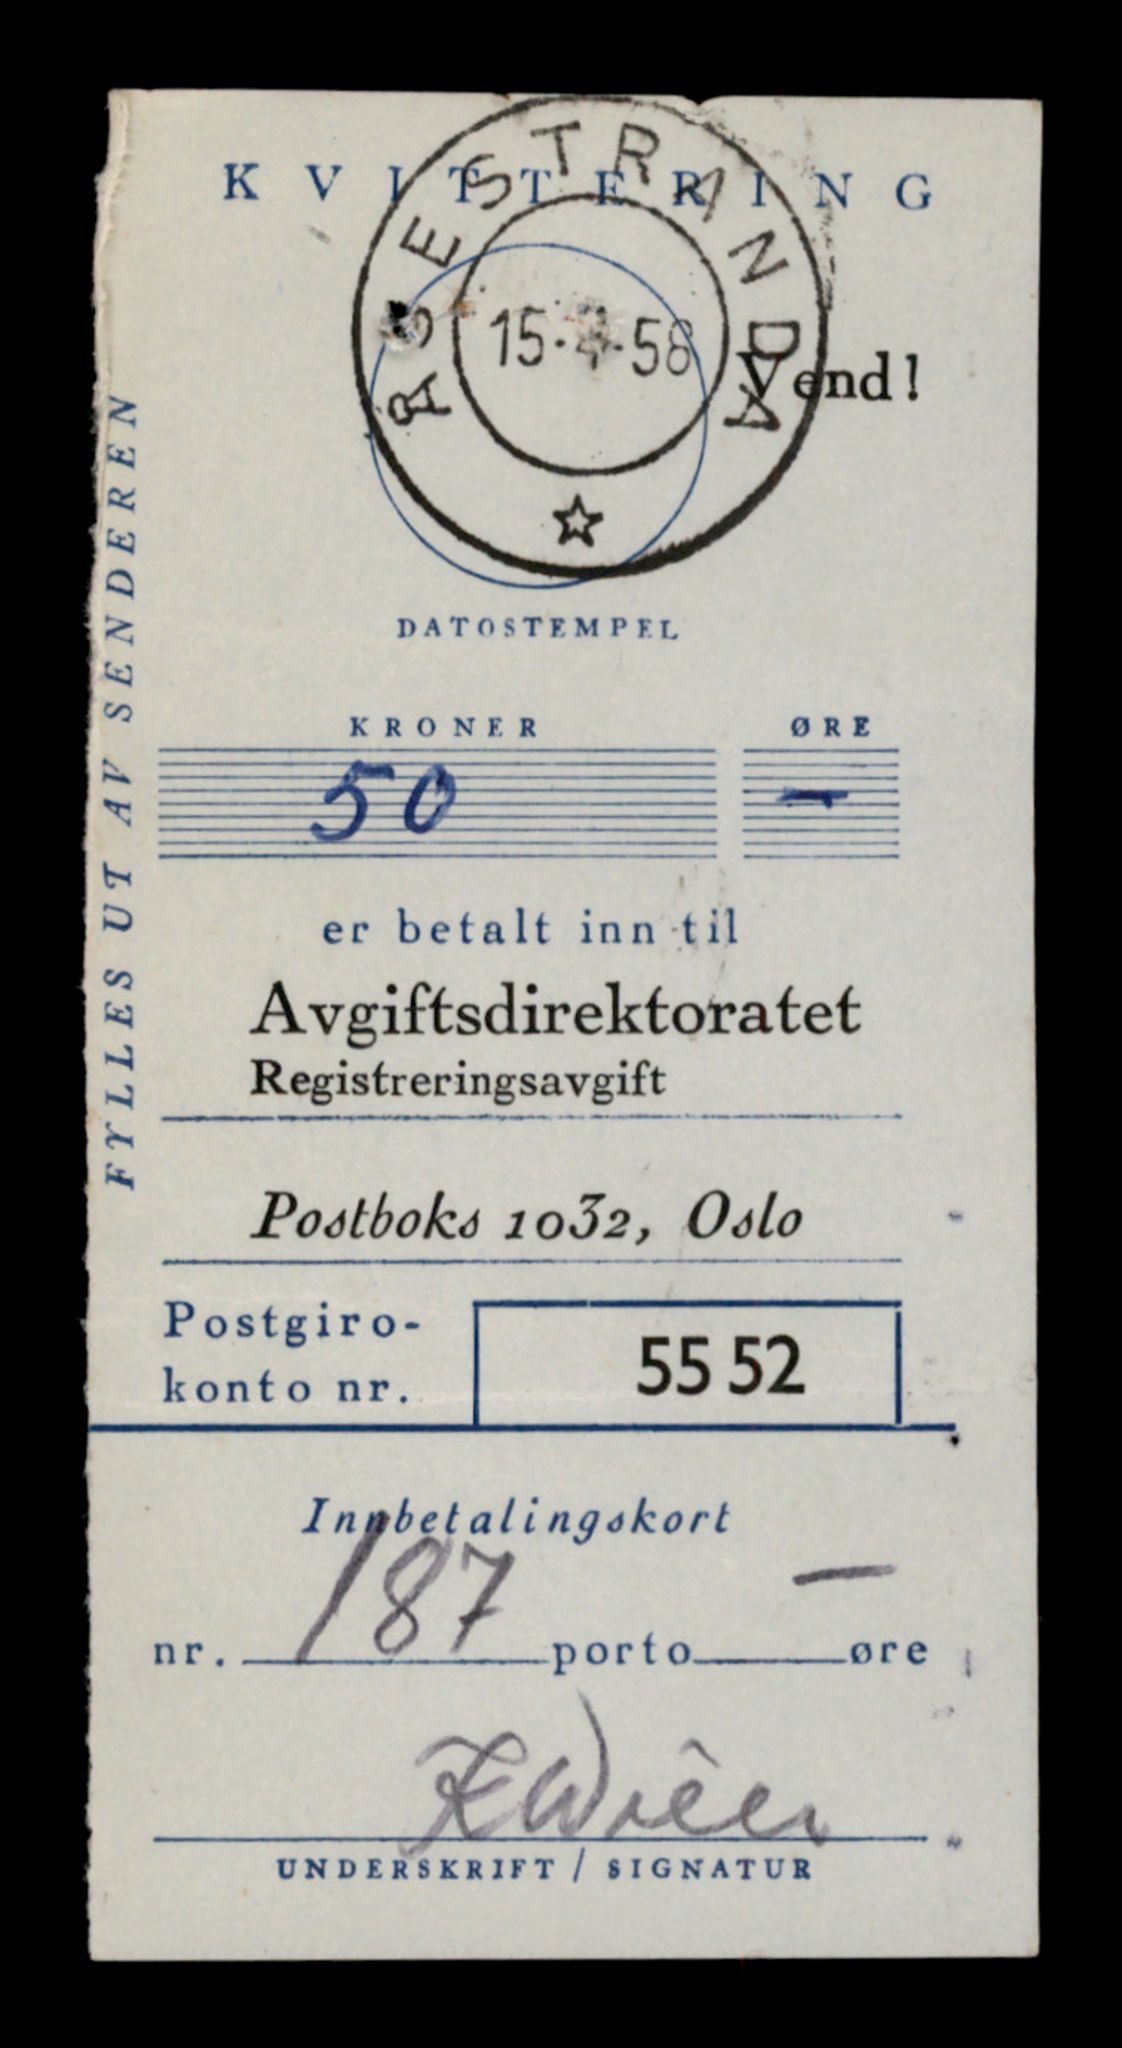 KVITTERING
ÅSESTRANDA
15·4·58
Vend!
DATOSTEMPEL
FYLLES UT AV SENDEREN
KRONER ØRE
50 —
er betalt inn til
Avgiftsdirektoratet
Registreringsavgift
Postboks 1032, Oslo
Postgiro-
konto nr. 55 52
Innbetalingskort
nr. 187 porto — øre
UNDERSKRIFT / SIGNATUR